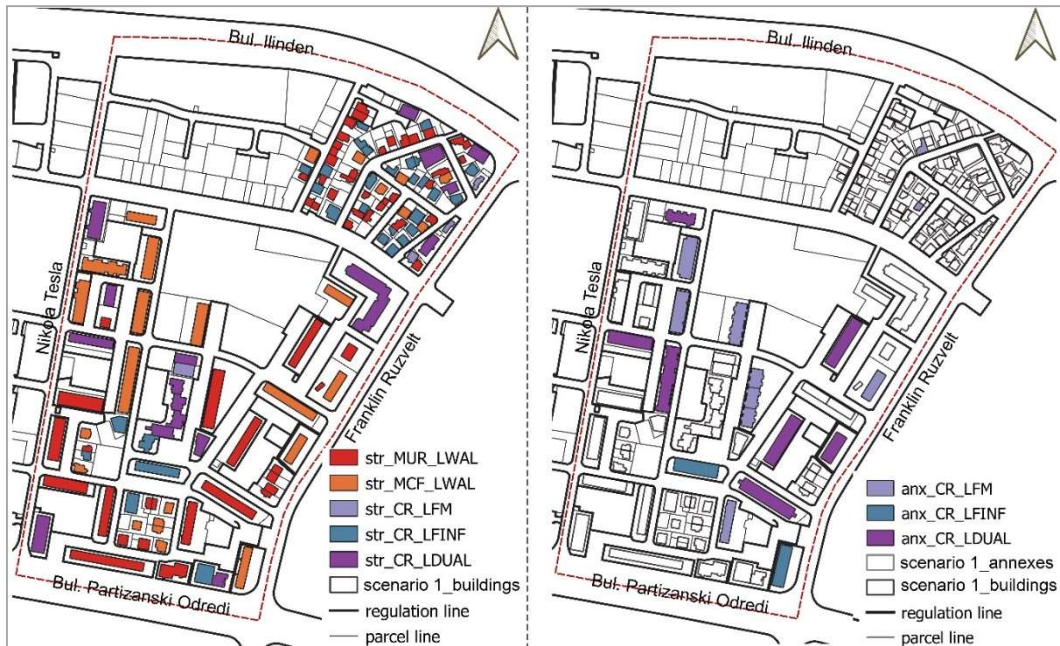 Bul. Ilinden
Nikola Tesla
Franklin Ruzvelt
str_MUR_LWAL
str_MCF_LWAL
str_CR_LFM
str_CR_LFINF
str_CR_LDUAL
scenario 1_buildings
regulation line
parcel line
Bul. Partizanski Odredi
Bul. Ilinden
Nikola Tesla
Franklin Ruzvelt
anx_CR_LFM
anx_CR_LFINF
anx_CR_LDUAL
scenario 1_annexes
scenario 1_buildings
regulation line
parcel line
Bul. Partizanski Odredi